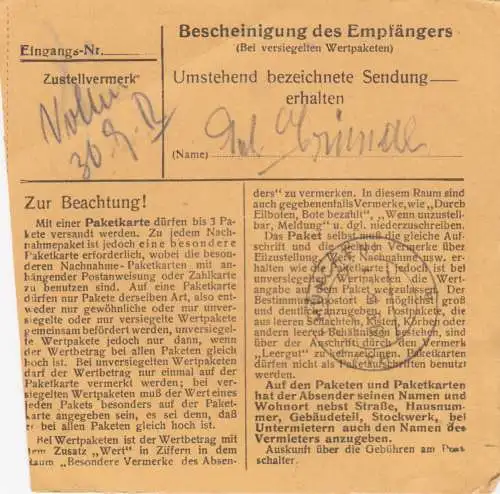 Bescheinigung des Empfängers
(Bei versiegelten Wertpaketen)
Eingangs-Nr.
Zustellvermerk
Umstehend bezeichnete Sendung
erhalten
30
(Name)
Zur Beachtung!
Mit einer Paketkarte dürfen bis 3 Pa-
kete versandt werden. Zu jedem Nach-
nahmepaket ist jedoch eine besondere
Paketkarte erforderlich, wobei die beson-
deren Nachnahme-Paketkarten mit an-
hängender Postanweisung oder Zahlkarte
zu benutzen sind. Auf eine Paketkarte
dürfen nur Pakete derselben Art, also ent-
weder nur gewöhnliche oder nur unver-
siegelte oder nur versiegelte Wertpakete
gemeinsam befördert werden, unversiegel-
te Wertpakete jedoch nur dann, wenn
der Wertbetrag bei allen Paketen gleich
hoch ist. Bei unversiegelten Wertpaketen
darf der Wertbetrag nur einmal auf der
Paketkarte vermerkt werden; bei ver-
siegelten Wertpaketen muß der Wert eines
jeden Pakets besonders auf der Paket-
karte angegeben sein, es sei denn, daß
er bei allen Paketen gleich hoch ist.
Bei Wertpaketen ist der Wertbetrag mit
dem Zusatz „Wert" in Ziffern in dem
Raum „Besondere Vermerke des Absen-
ders" zu vermerken. In diesem Raum sind
auch gegebenenfalls Vermerke, wie „Durch
Eilboten, Bote bezahlt", „Wenn unzustell-
bar, Meldung" u. dgl. niederzuschreiben.
Das Paket selbst muß die gleiche Auf-
schrift und die gleichen Vermerke über
Eilzustellung, Wert, Nachnahme usw. er-
halten wie die Paketkarte, jedoch ist bei
unversiegelten Wertpaketen die Wert-
angabe auf dem Paket wegzulassen. Der
Bestimmungspostort ist möglichst groß
und deutlich anzugeben. Postpakete, die
aus leeren Schachteln, Kisten, Körben oder
andern leeren Behältnissen bestehen, sind
über der Anschrift durch den Vermerk
„Leergut" zu kennzeichnen. Paketkarten
dürfen nicht als Paketaufschriften benutzt
werden.
Auf den Paketen und Paketkarten
hat der Absender seinen Namen und
Wohnort nebst Straße, Hausnum-
mer, Gebäudeteil, Stockwerk, bei
Untermietern auch den Namen des
Vermieters anzugeben.
Auskunft über die Gebühren am Post-
schalter.